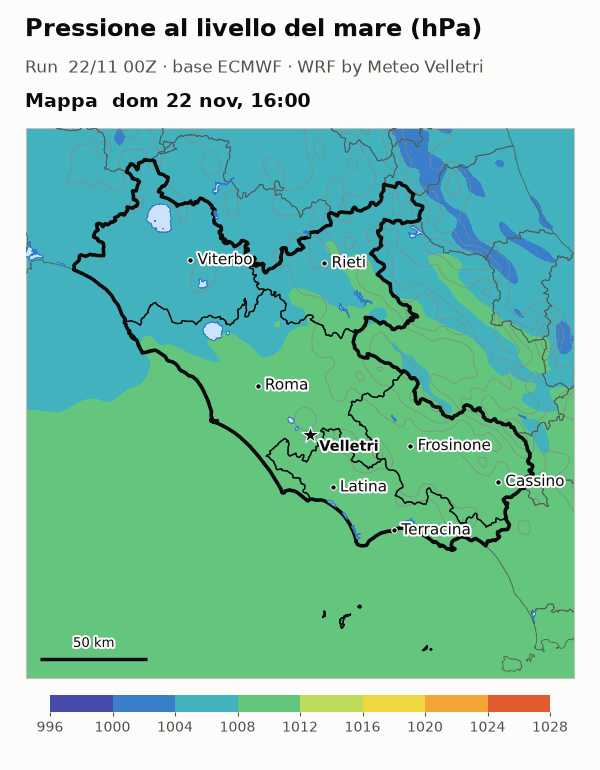 Pressione al livello del mare (hPa)
Run  22/11 00Z · base ECMWF · WRF by Meteo Velletri
Mappa  dom 22 nov, 16:00
Viterbo
Rieti
Roma
Velletri
Frosinone
Latina
Cassino
Terracina
50 km
996 1000 1004 1008 1012 1016 1020 1024 1028